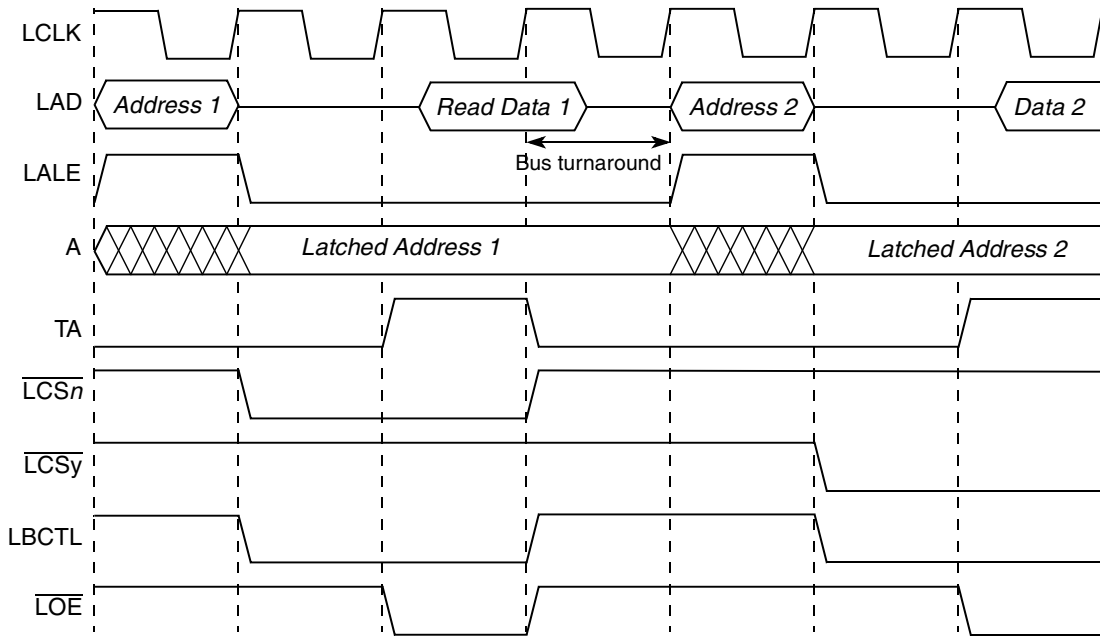 LCLK
LAD Address 1 Read Data 1 Address 2 Data 2
Bus turnaround
LALE
A Latched Address 1 Latched Address 2
TA
LCSn
LCSy
LBCTL
LOE